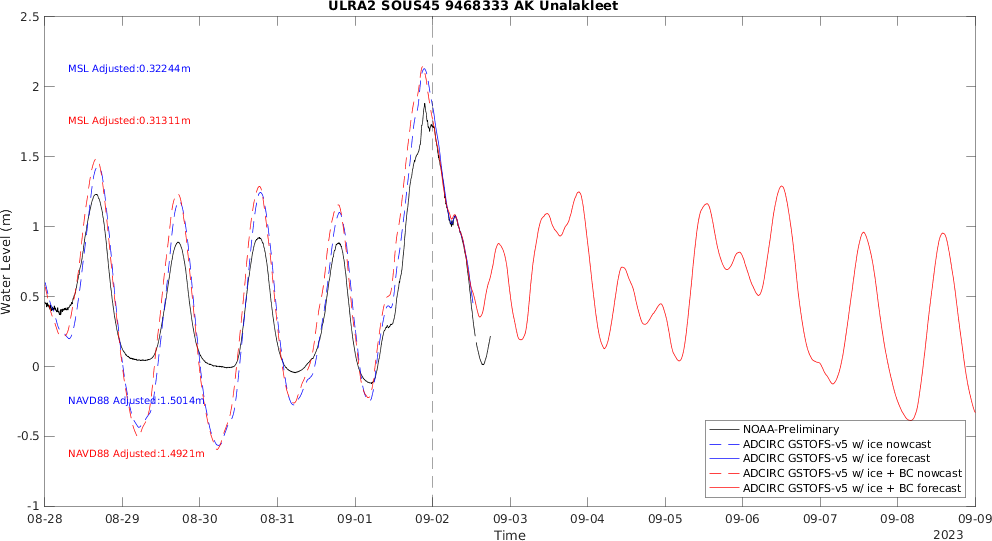 ULRA2 SOUS45 9468333 AK Unalakleet
2.5
2
1.5
1
0.5
0
-0.5
-1
Water Level (m)
MSL Adjusted:0.32244m
MSL Adjusted:0.31311m
NAVD88 Adjusted:1.5014m
NAVD88 Adjusted:1.4921m
NOAA-Preliminary
ADCIRC GSTOFS-v5 w/ ice nowcast
ADCIRC GSTOFS-v5 w/ ice forecast
ADCIRC GSTOFS-v5 w/ ice + BC nowcast
ADCIRC GSTOFS-v5 w/ ice + BC forecast
08-28 08-29 08-30 08-31 09-01 09-02 09-03 09-04 09-05 09-06 09-07 09-08 09-09
Time
2023